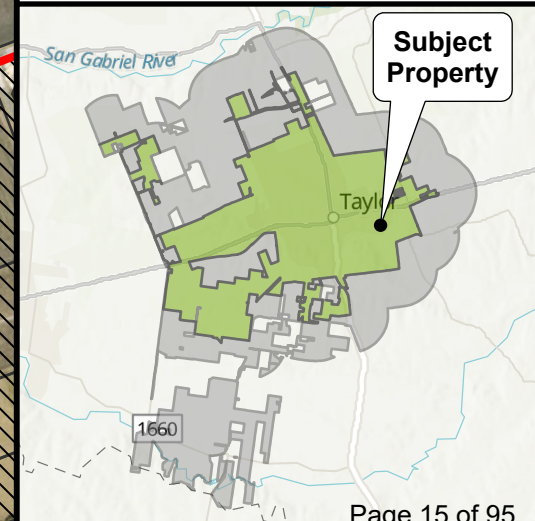 San Gabriel River
Subject
Property
Taylor
1660
Page 15 of 95